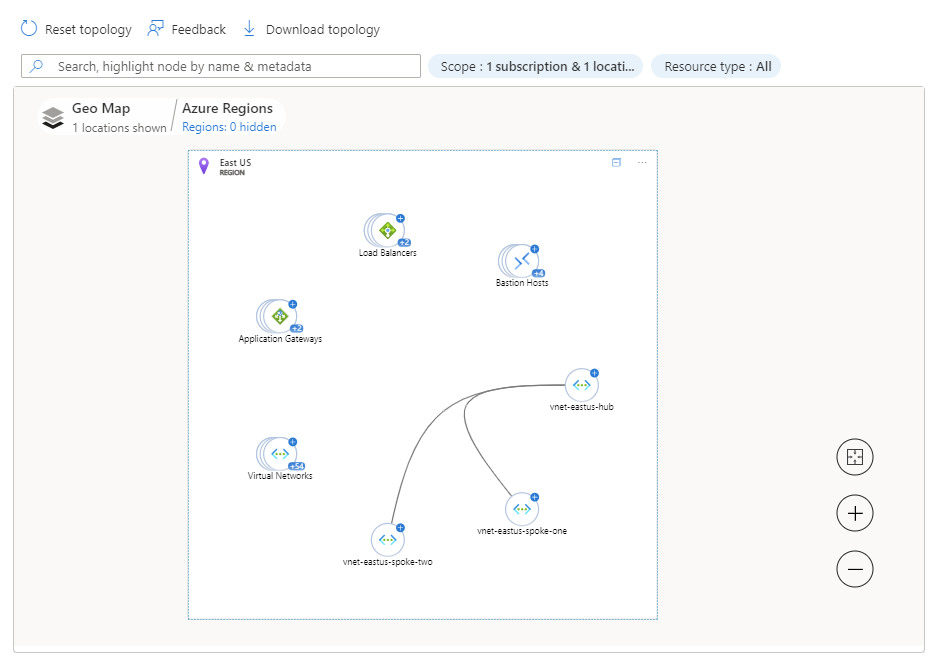 Reset topology Feedback Download topology
Search, highlight node by name & metadata Scope : 1 subscription & 1 locati... Resource type : All
Geo Map Azure Regions
1 locations shown Regions: 0 hidden
East US
REGION
+2
Load Balancers
+4
Bastion Hosts
+2
Application Gateways
vnet-eastus-hub
+54
Virtual Networks
vnet-eastus-spoke-one
vnet-eastus-spoke-two